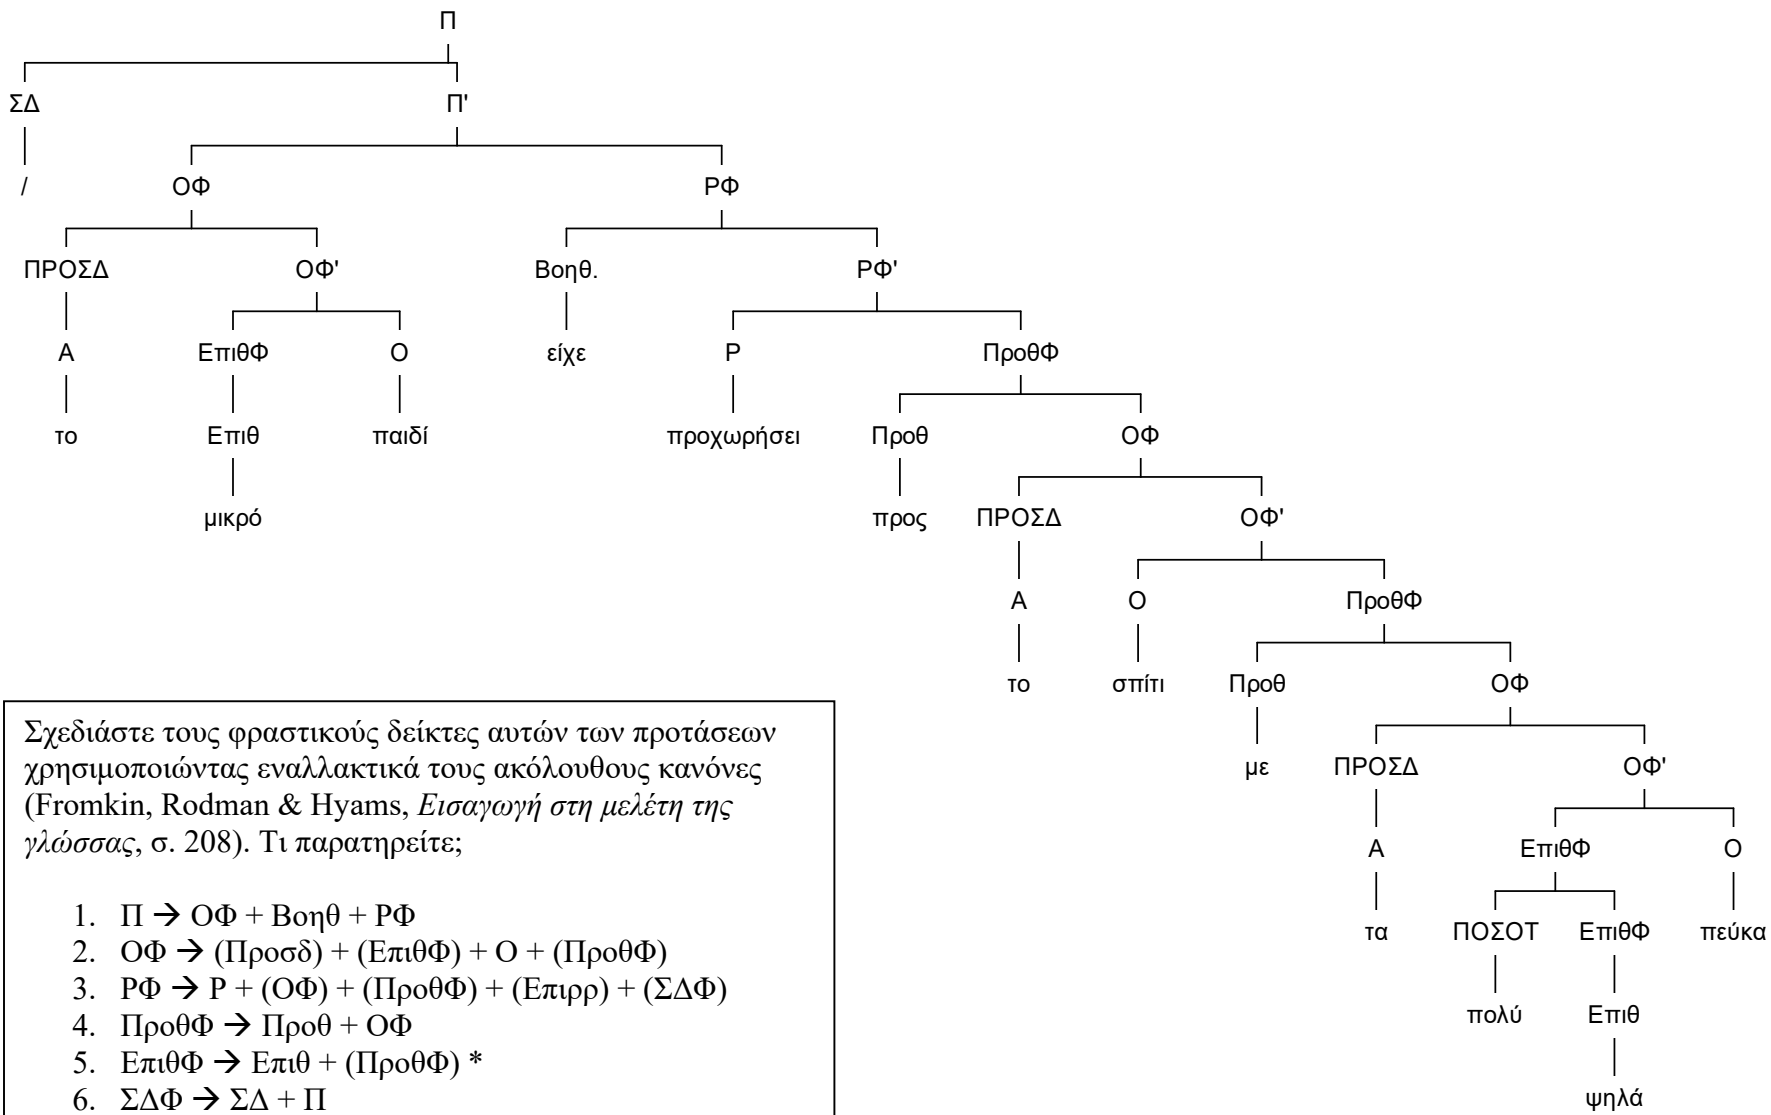 Π
ΣΔ Π'
/ ΟΦ ΡΦ
ΠΡΟΣΔ ΟΦ' Βοηθ. ΡΦ'
Α ΕπιθΦ Ο είχε Ρ ΠροθΦ
το Επιθ παιδί προχωρήσει Προθ ΟΦ
μικρό προς ΠΡΟΣΔ ΟΦ'
Α Ο ΠροθΦ
το σπίτι Προθ ΟΦ
με ΠΡΟΣΔ ΟΦ'
Α ΕπιθΦ Ο
τα ΠΟΣΟΤ ΕπιθΦ πεύκα
πολύ Επιθ
ψηλά
Σχεδιάστε τους φραστικούς δείκτες αυτών των προτάσεων
χρησιμοποιώντας εναλλακτικά τους ακόλουθους κανόνες
(Fromkin, Rodman & Hyams, Εισαγωγή στη μελέτη της
γλώσσας, σ. 208). Τι παρατηρείτε;
1. Π → ΟΦ + Βοηθ + ΡΦ
2. ΟΦ → (Προσδ) + (ΕπιθΦ) + Ο + (ΠροθΦ)
3. ΡΦ → Ρ + (ΟΦ) + (ΠροθΦ) + (Επιρρ) + (ΣΔΦ)
4. ΠροθΦ → Προθ + ΟΦ
5. ΕπιθΦ → Επιθ + (ΠροθΦ) *
6. ΣΔΦ → ΣΔ + Π